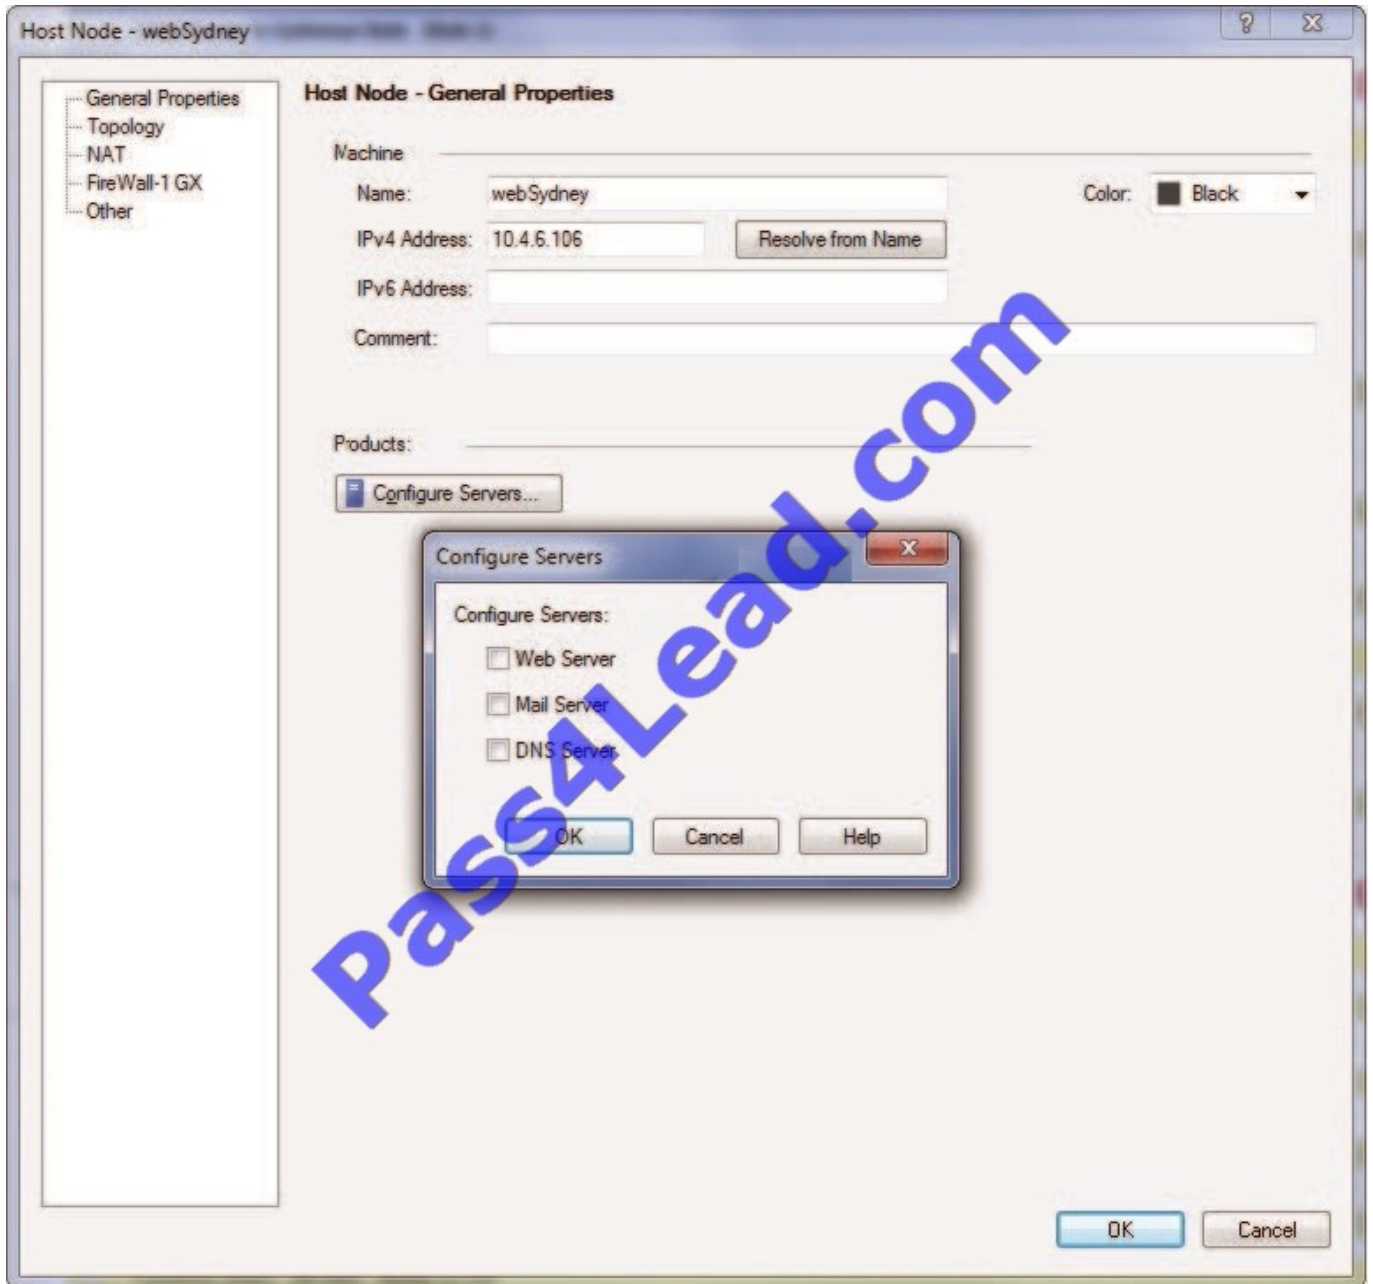 Host Node - webSydney
General Properties
Topology
NAT
FireWall-1 GX
Other
Host Node - General Properties
Machine
Name: webSydney Color: Black
IPv4 Address: 10.4.6.106 Resolve from Name
IPv6 Address:
Comment:
Products:
Configure Servers...
Configure Servers
Configure Servers:
Web Server
Mail Server
DNS Server
OK Cancel Help
Pass4Lead.com
OK Cancel